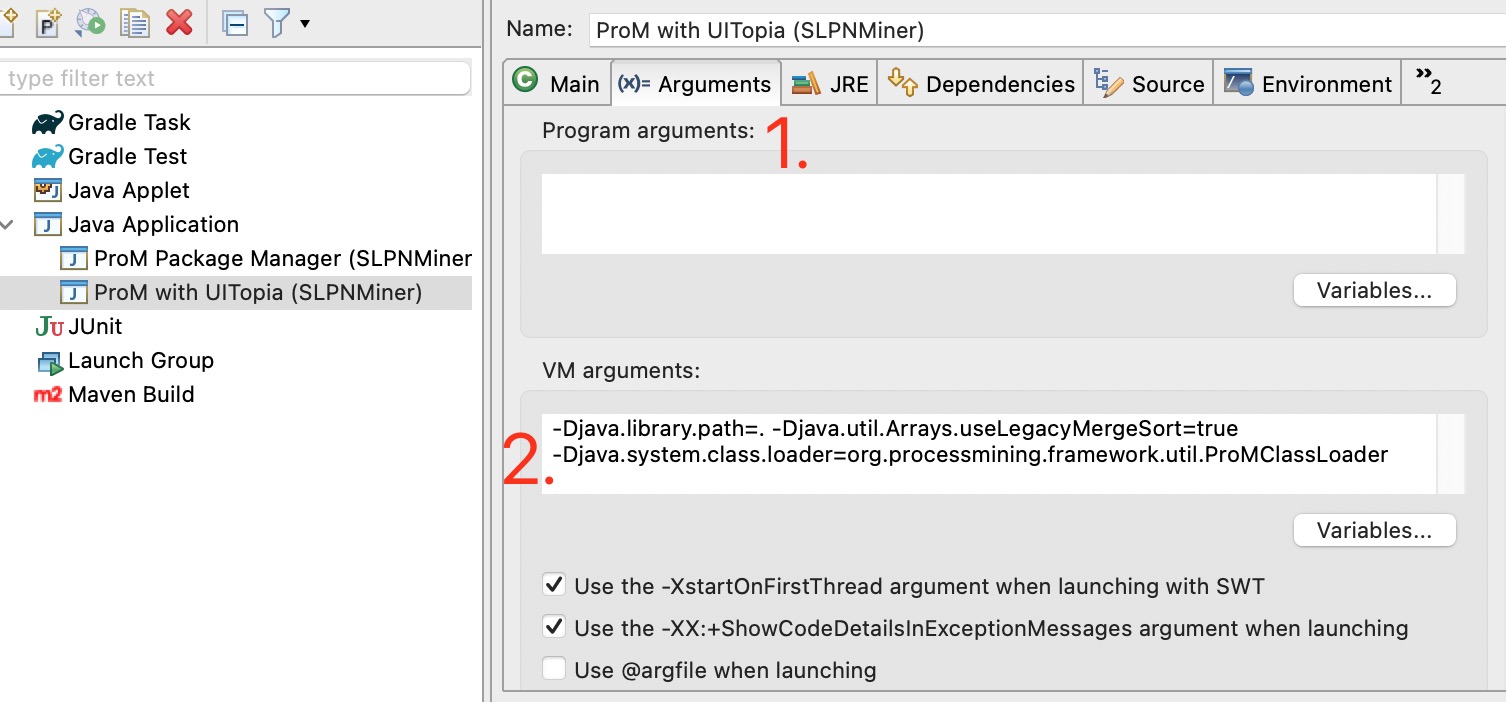 Name: ProM with UITopia (SLPNMiner)
type filter text
Gradle Task
Gradle Test
Java Applet
Java Application
ProM Package Manager (SLPNMiner
ProM with UITopia (SLPNMiner)
JUnit
Launch Group
Maven Build
Main (x)= Arguments JRE Dependencies Source Environment »2
Program arguments: 1.
Variables...
VM arguments:
2.
-Djava.library.path=. -Djava.util.Arrays.useLegacyMergeSort=true
-Djava.system.class.loader=org.processmining.framework.util.ProMClassLoader
Variables...
Use the -XstartOnFirstThread argument when launching with SWT
Use the -XX:+ShowCodeDetailsInExceptionMessages argument when launching
Use @argfile when launching